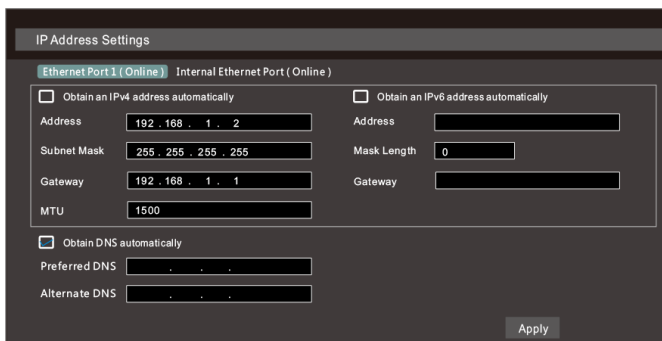 IP Address Settings
Ethernet Port 1 ( Online ) Internal Ethernet Port ( Online )
Obtain an IPv4 address automatically
Obtain an IPv6 address automatically
Address 192 . 168 . 1 . 2
Address
Subnet Mask 255 . 255 . 255 . 255
Mask Length 0
Gateway 192 . 168 . 1 . 1
Gateway
MTU 1500
Obtain DNS automatically
Preferred DNS . . .
Alternate DNS . . .
Apply